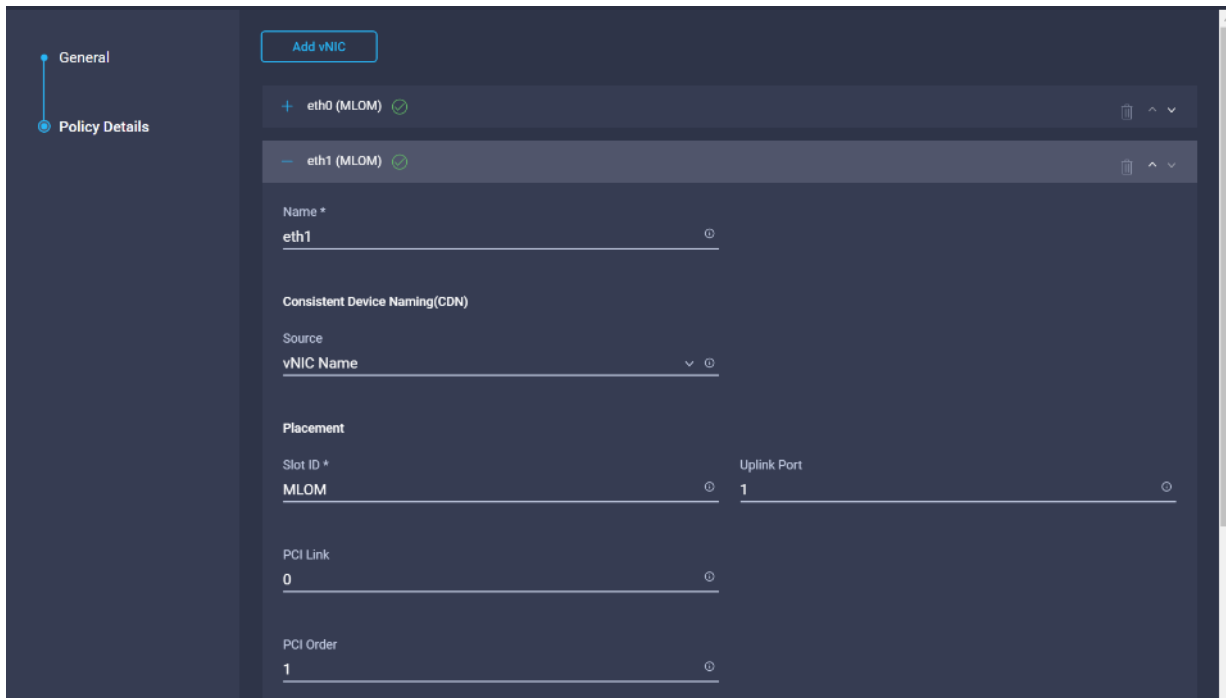 General
Policy Details
Add vNIC
eth0 (MLOM)
eth1 (MLOM)
Name *
eth1
Consistent Device Naming(CDN)
Source
vNIC Name
Placement
Slot ID *
MLOM
Uplink Port
1
PCI Link
0
PCI Order
1